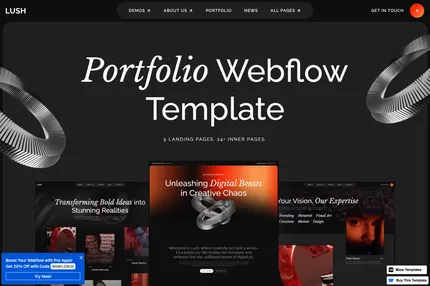 LUSH
DEMOS
ABOUT US
PORTFOLIO
NEWS
ALL PAGES
GET IN TOUCH
Portfolio Webflow
Template
5 LANDING PAGES 24+ INNER PAGES
Transforming Bold Ideas into
Stunning Realities
Unleashing Digital Beasts
in Creative Chaos
Your Vision, Our Expertise
Boost Your Webflow with Pro Apps!
Get 20% Off with Code WEBFLOW20
Try Now!
More Templates
Buy This Template